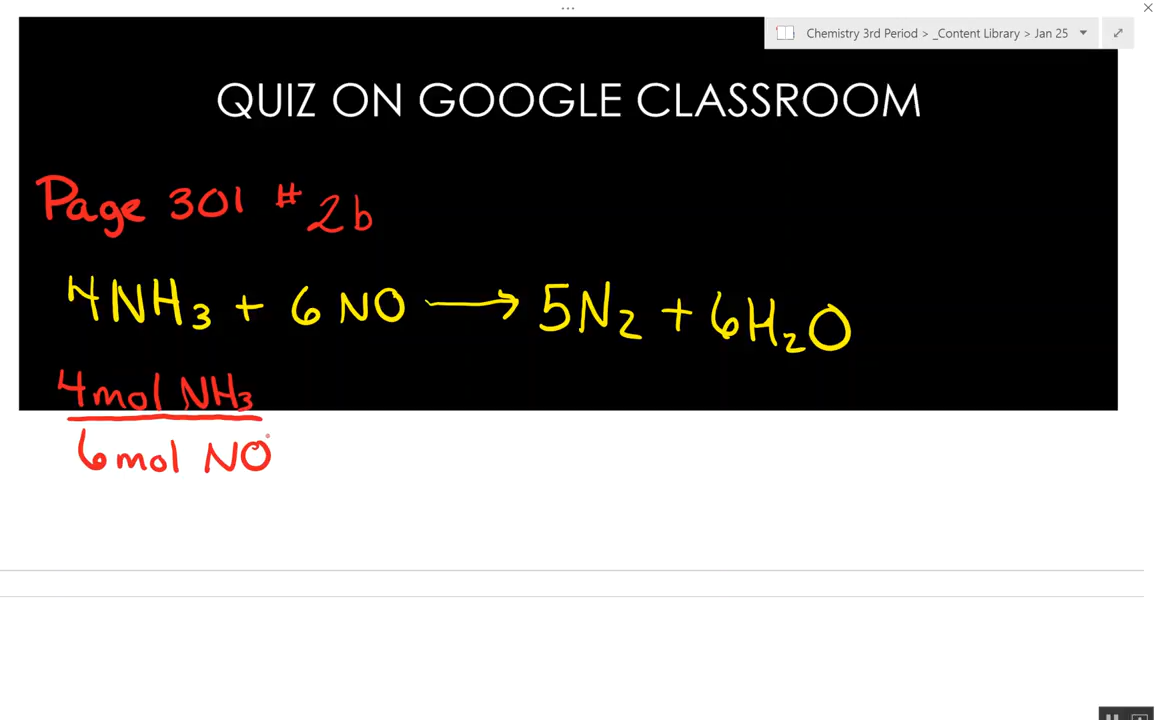 Chemistry 3rd Period > _Content Library > Jan 25
QUIZ ON GOOGLE CLASSROOM
Page 301 # 2b
4NH₃ + 6NO → 5N₂ + 6H₂O
4mol NH₃
6mol NO